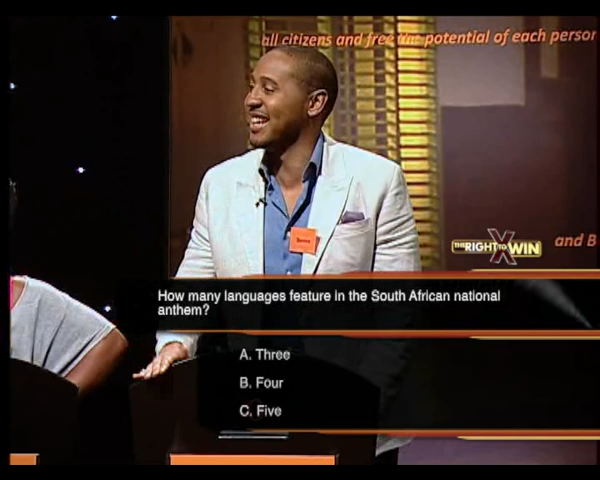 all citizens and free the potential of each person
THE RIGHT TO WIN
and B
How many languages feature in the South African national
anthem?
A. Three
B. Four
C. Five